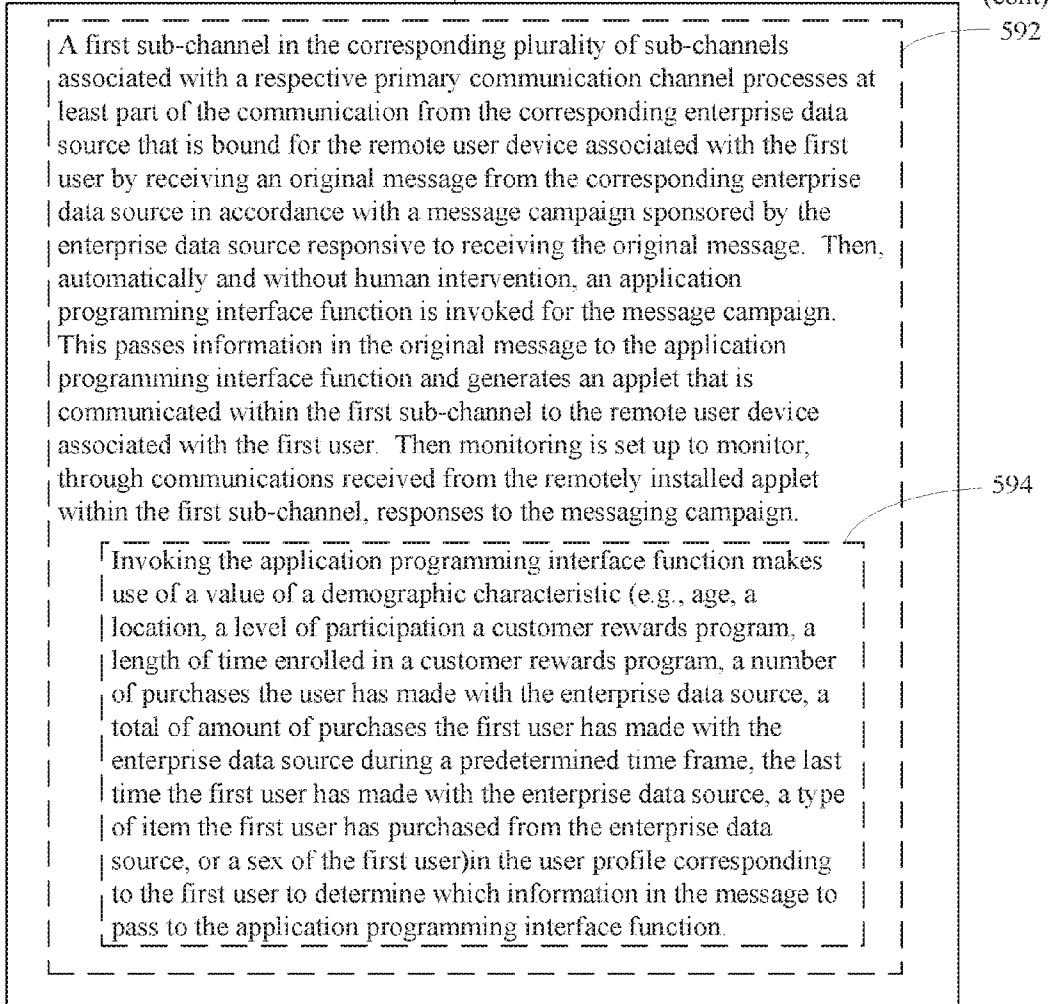 (cont)
592
A first sub-channel in the corresponding plurality of sub-channels
associated with a respective primary communication channel processes at
least part of the communication from the corresponding enterprise data
source that is bound for the remote user device associated with the first
user by receiving an original message from the corresponding enterprise
data source in accordance with a message campaign sponsored by the
enterprise data source responsive to receiving the original message. Then,
automatically and without human intervention, an application
programming interface function is invoked for the message campaign.
This passes information in the original message to the application
programming interface function and generates an applet that is
communicated within the first sub-channel to the remote user device
associated with the first user. Then monitoring is set up to monitor,
through communications received from the remotely installed applet
within the first sub-channel, responses to the messaging campaign.
594
Invoking the application programming interface function makes
use of a value of a demographic characteristic (e.g., age, a
location, a level of participation a customer rewards program, a
length of time enrolled in a customer rewards program, a number
of purchases the user has made with the enterprise data source, a
total of amount of purchases the first user has made with the
enterprise data source during a predetermined time frame, the last
time the first user has made with the enterprise data source, a type
of item the first user has purchased from the enterprise data
source, or a sex of the first user)in the user profile corresponding
to the first user to determine which information in the message to
pass to the application programming interface function.